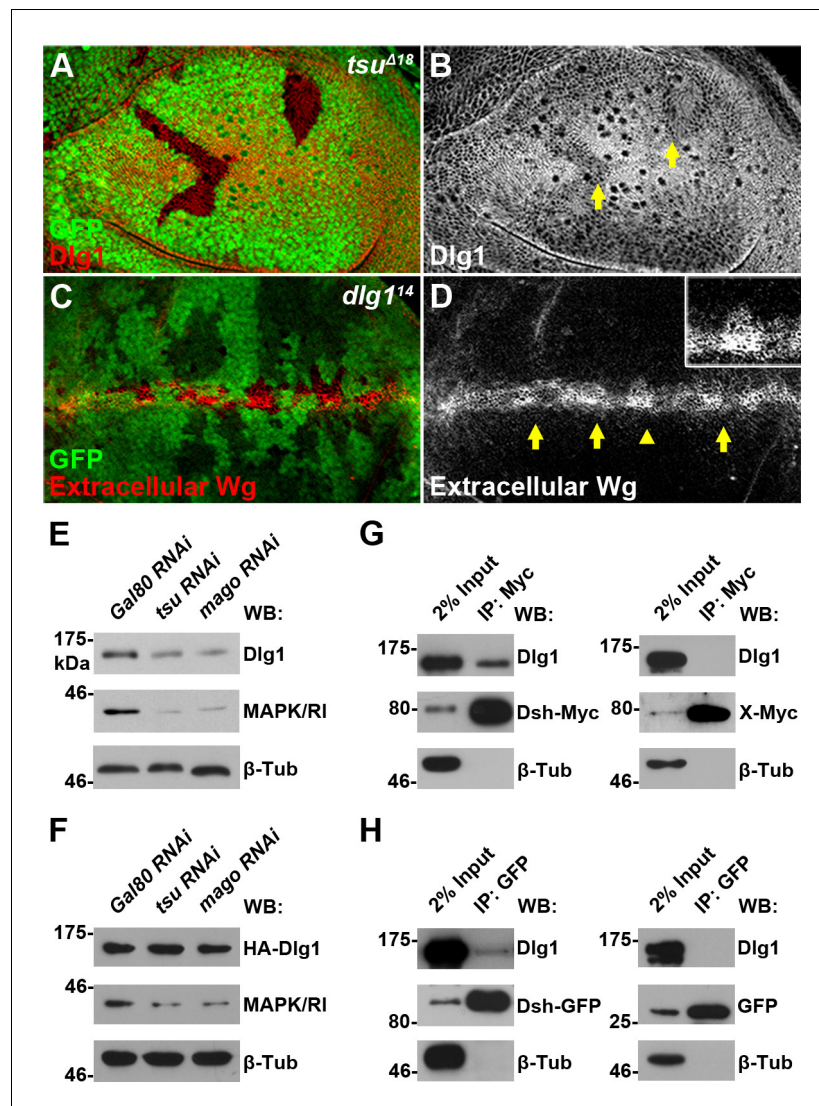 A
tsuΔ18
GFP
Dlg1
B
Dlg1
C
dlg114
GFP
Extracellular Wg
D
Extracellular Wg
E
Gal80 RNAi
tsu RNAi
mago RNAi
WB:
175-
kDa
Dlg1
46-
MAPK/RI
46-
β-Tub
G
2% Input
IP: Myc
WB:
175-
Dlg1
80-
Dsh-Myc
46-
β-Tub
2% Input
IP: Myc
WB:
175-
Dlg1
80-
X-Myc
46-
β-Tub
F
Gal80 RNAi
tsu RNAi
mago RNAi
WB:
175-
HA-Dlg1
46-
MAPK/RI
46-
β-Tub
H
2% Input
IP: GFP
WB:
175-
Dlg1
80-
Dsh-GFP
46-
β-Tub
2% Input
IP: GFP
WB:
175-
Dlg1
25-
GFP
46-
β-Tub